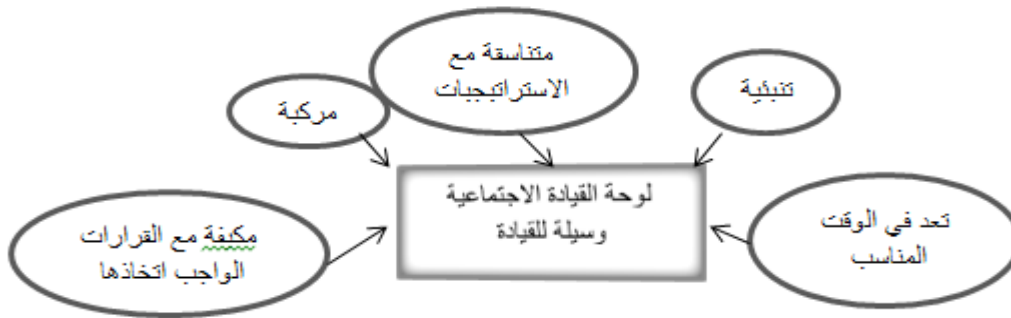 متناسقة مع
الاستراتيجيات
تنبئية
مركبة
لوحة القيادة الاجتماعية
وسيلة للقيادة
تعد في الوقت
المناسب
مكيفة مع القرارات
الواجب اتخاذها